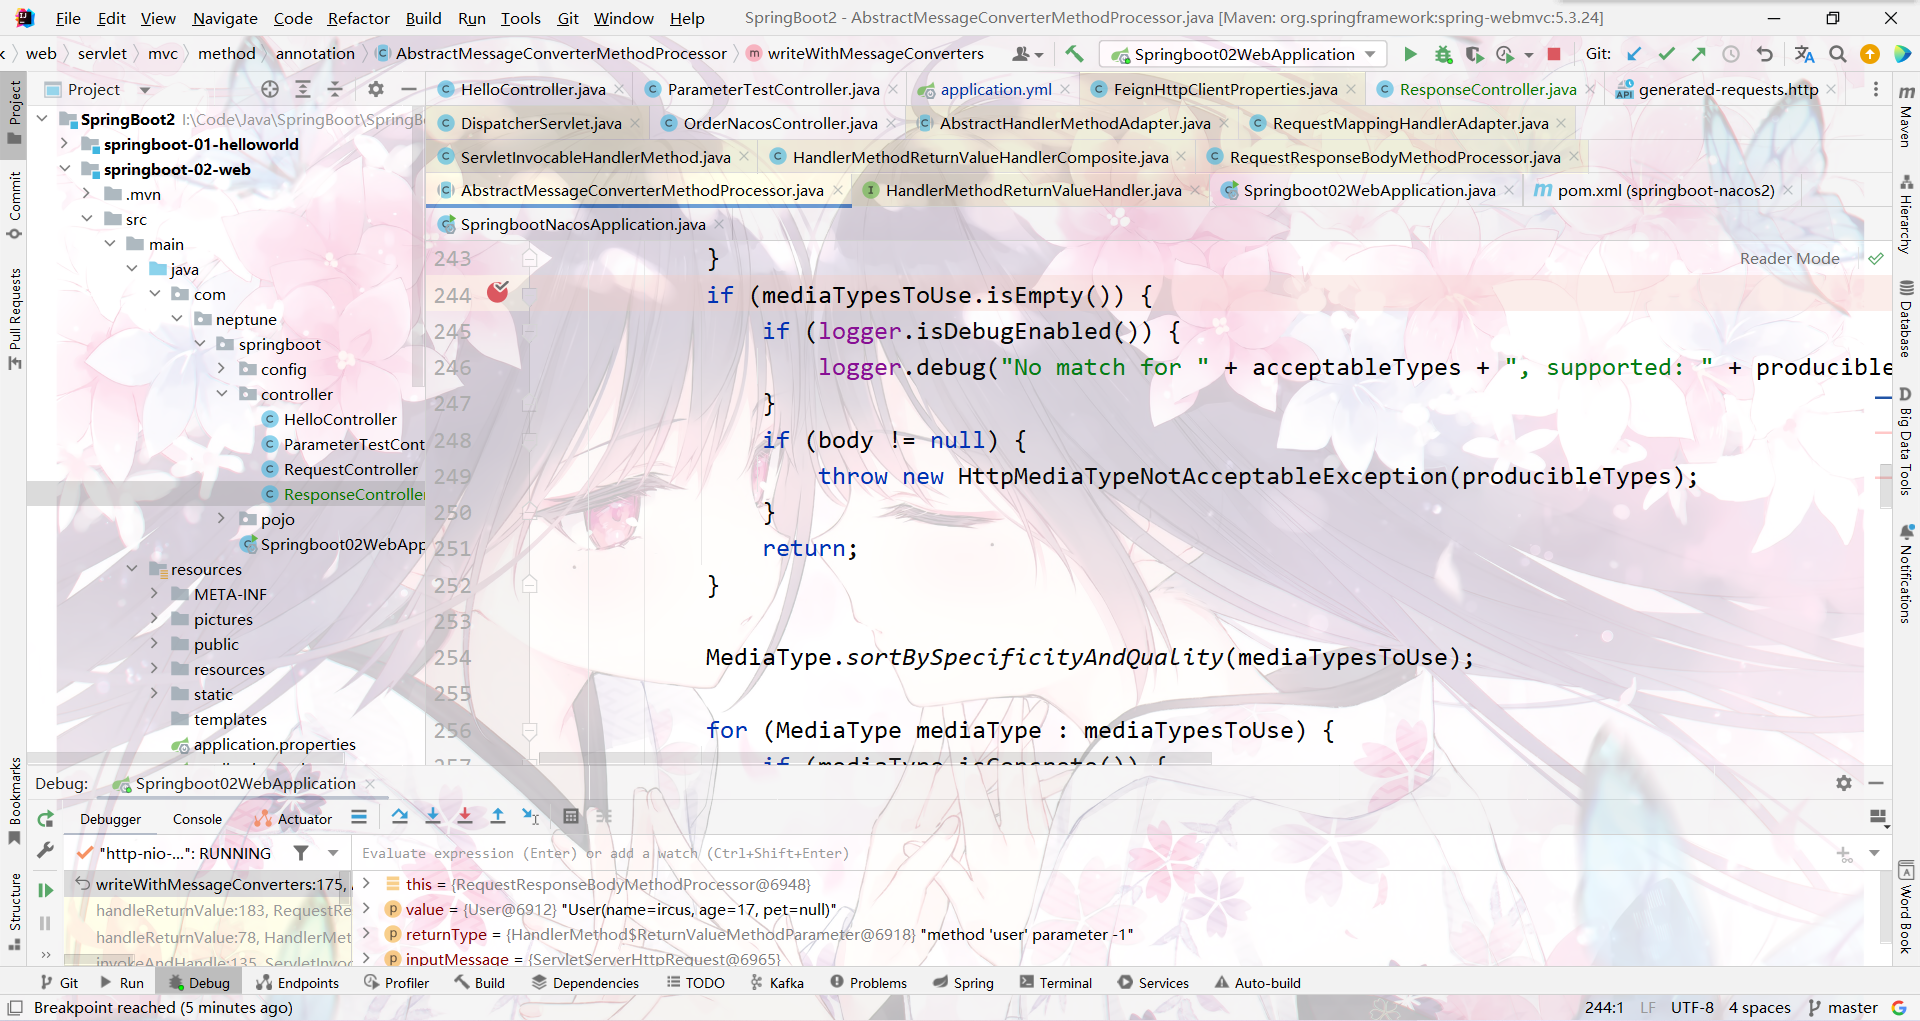 File Edit View Navigate Code Refactor Build Run Tools Git Window Help SpringBoot2 - AbstractMessageConverterMethodProcessor.java [Maven: org.springframework:spring-webmvc:5.3.24]
web servlet mvc method annotation AbstractMessageConverterMethodProcessor writeWithMessageConverters Springboot02WebApplication Git:
Project
HelloController.java ParameterTestController.java application.yml FeignHttpClientProperties.java ResponseController.java generated-requests.http
DispatcherServlet.java OrderNacosController.java AbstractHandlerMethodAdapter.java RequestMappingHandlerAdapter.java
ServletInvocableHandlerMethod.java HandlerMethodReturnValueHandlerComposite.java RequestResponseBodyMethodProcessor.java
AbstractMessageConverterMethodProcessor.java HandlerMethodReturnValueHandler.java Springboot02WebApplication.java pom.xml (springboot-nacos2)
SpringbootNacosApplication.java
Project
Commit
Pull Requests
Bookmarks
Structure
SpringBoot2 I:\Code\Java\SpringBoot\SpringB
springboot-01-helloworld
springboot-02-web
.mvn
src
main
java
com
neptune
springboot
config
controller
HelloController
ParameterTestCont
RequestController
ResponseController
pojo
Springboot02WebApp
resources
META-INF
pictures
public
resources
static
templates
application.properties
Reader Mode
243 }
244 if (mediaTypesToUse.isEmpty()) {
245 if (logger.isDebugEnabled()) {
246 logger.debug("No match for " + acceptableTypes + ", supported: " + producible
247 }
248 if (body != null) {
249 throw new HttpMediaTypeNotAcceptableException(producibleTypes);
250 }
251 return;
252 }
253
254 MediaType.sortBySpecificityAndQuality(mediaTypesToUse);
255
256 for (MediaType mediaType : mediaTypesToUse) {
257 if (mediaType.isConcrete()) {
Maven
Hierarchy
Database
D Big Data Tools
Notifications
Word Book
Debug: Springboot02WebApplication
Debugger Console Actuator
"http-nio-...": RUNNING
Evaluate expression (Enter) or add a watch (Ctrl+Shift+Enter)
writeWithMessageConverters:175,
handleReturnValue:183, RequestRe
handleReturnValue:78, HandlerMet
invokeAndHandle:135, ServletInvoc
this = {RequestResponseBodyMethodProcessor@6948}
value = {User@6912} "User(name=ircus, age=17, pet=null)"
returnType = {HandlerMethod$ReturnValueMethodParameter@6918} "method 'user' parameter -1"
inputMessage = {ServletServerHttpRequest@6965}
Git Run Debug Endpoints Profiler Build Dependencies TODO Kafka Problems Spring Terminal Services Auto-build
Breakpoint reached (5 minutes ago) 244:1 LF UTF-8 4 spaces master